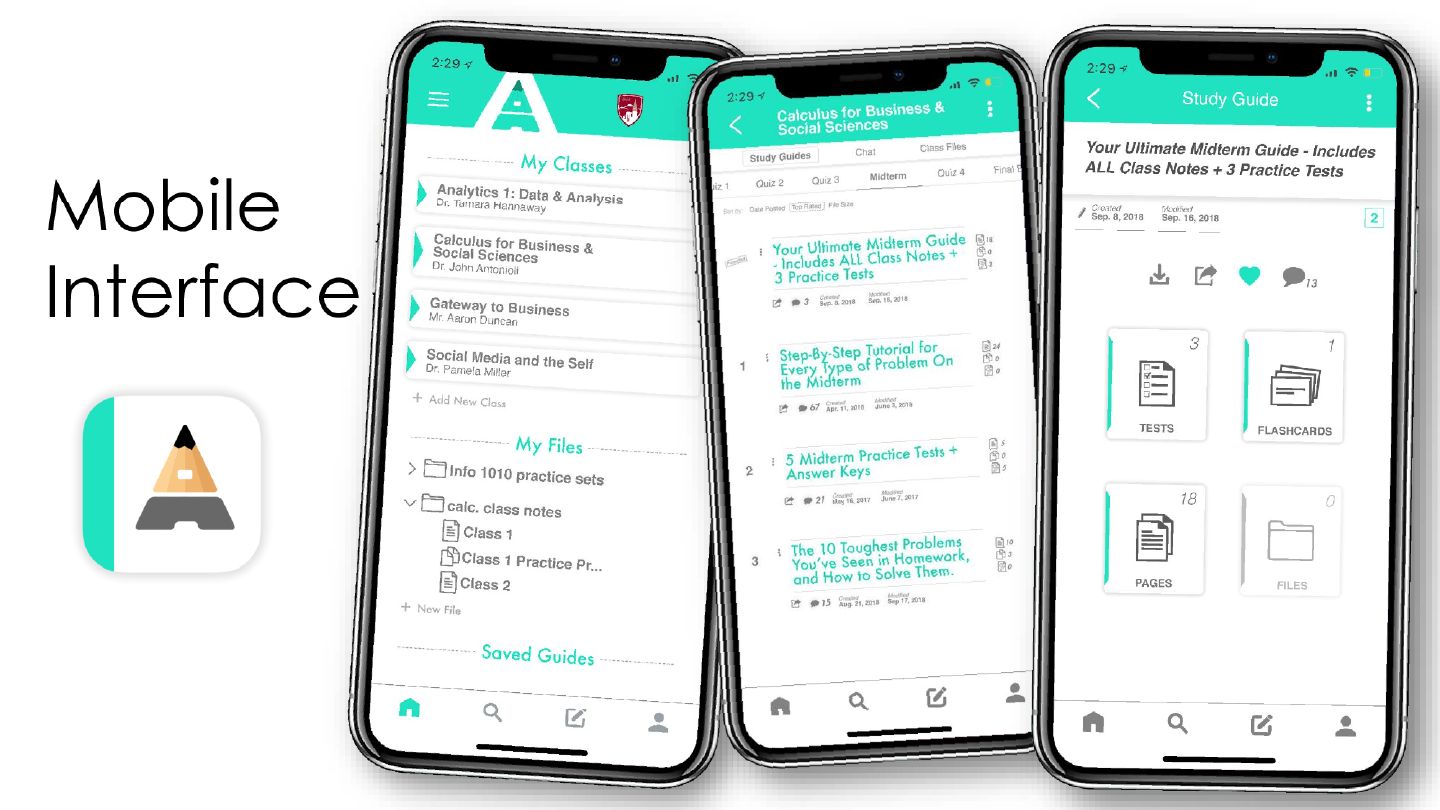 Mobile
Interface
2:29
My Classes
Analytics 1: Data & Analysis
Dr. Tamara Hannaway
Calculus for Business &
Social Sciences
Dr. John Antonioli
Gateway to Business
Mr. Aaron Duncan
Social Media and the Self
Dr. Pamela Miller
+ Add New Class
My Files
Info 1010 practice sets
calc. class notes
Class 1
Class 1 Practice Pr...
Class 2
+ New File
Saved Guides
2:29
Calculus for Business &
Social Sciences
Study Guides Chat Class Files
uiz 1 Quiz 2 Quiz 3 Midterm Quiz 4 Final E
Sort by: Date Posted Top Rated File Size
Your Ultimate Midterm Guide
- Includes ALL Class Notes +
3 Practice Tests
18
0
3
3 Created Modified
Sep. 8, 2018 Sep. 16, 2018
1
Step-By-Step Tutorial for
Every Type of Problem On
the Midterm
24
0
0
67 Created Modified
Apr. 11, 2018 June 3, 2018
2
5 Midterm Practice Tests +
Answer Keys
5
0
5
21 Created Modified
May 16, 2017 June 7, 2017
3
The 10 Toughest Problems
You've Seen in Homework,
and How to Solve Them.
10
3
0
15 Created Modified
Aug. 21, 2018 Sep 17, 2018
2:29
Study Guide
Your Ultimate Midterm Guide - Includes
ALL Class Notes + 3 Practice Tests
Created Modified
Sep. 8, 2018 Sep. 16, 2018
2
13
3
TESTS
1
FLASHCARDS
18
PAGES
0
FILES